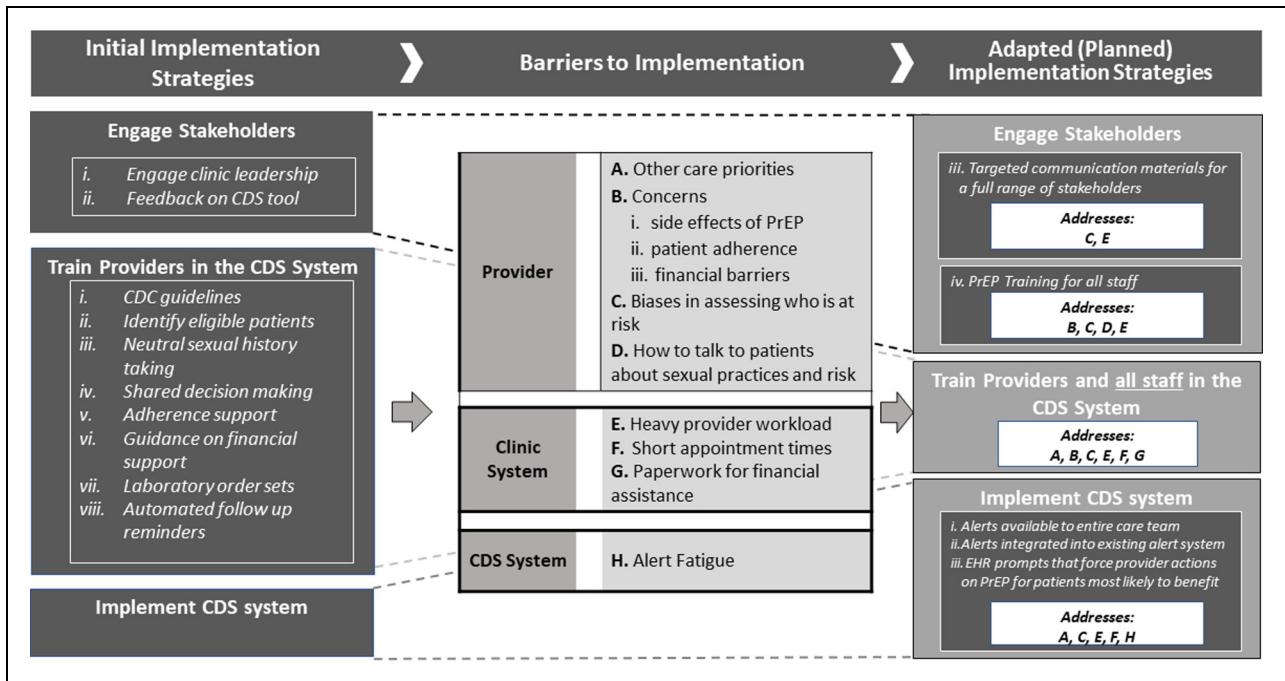 Initial Implementation
Strategies
Barriers to Implementation
Adapted (Planned)
Implementation Strategies
Engage Stakeholders
i. Engage clinic leadership
ii. Feedback on CDS tool
Train Providers in the CDS System
i. CDC guidelines
ii. Identify eligible patients
iii. Neutral sexual history
taking
iv. Shared decision making
v. Adherence support
vi. Guidance on financial
support
vii. Laboratory order sets
viii. Automated follow up
reminders
Implement CDS system
Provider
A. Other care priorities
B. Concerns
i. side effects of PrEP
ii. patient adherence
iii. financial barriers
C. Biases in assessing who is at
risk
D. How to talk to patients
about sexual practices and risk
Clinic
System
E. Heavy provider workload
F. Short appointment times
G. Paperwork for financial
assistance
CDS System
H. Alert Fatigue
Engage Stakeholders
iii. Targeted communication materials for
a full range of stakeholders
Addresses:
C, E
iv. PrEP Training for all staff
Addresses:
B, C, D, E
Train Providers and all staff in the
CDS System
Addresses:
A, B, C, E, F, G
Implement CDS system
i. Alerts available to entire care team
ii.Alerts integrated into existing alert system
iii. EHR prompts that force provider actions
on PrEP for patients most likely to benefit
Addresses:
A, C, E, F, H